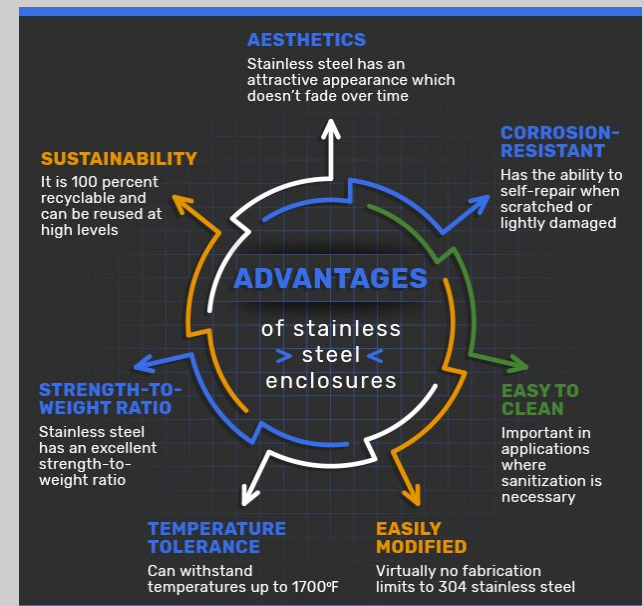 AESTHETICS
Stainless steel has an
attractive appearance which
doesn't fade over time
CORROSION-
RESISTANT
Has the ability to
self-repair when
scratched or
lightly damaged
SUSTAINABILITY
It is 100 percent
recyclable and
can be reused at
high levels
ADVANTAGES
of stainless
> steel <
enclosures
STRENGTH-TO-
WEIGHT RATIO
Stainless steel
has an excellent
strength-to-
weight ratio
EASY TO
CLEAN
Important in
applications
where
sanitization is
necessary
TEMPERATURE
TOLERANCE
Can withstand
temperatures up to 1700°F
EASILY
MODIFIED
Virtually no fabrication
limits to 304 stainless steel